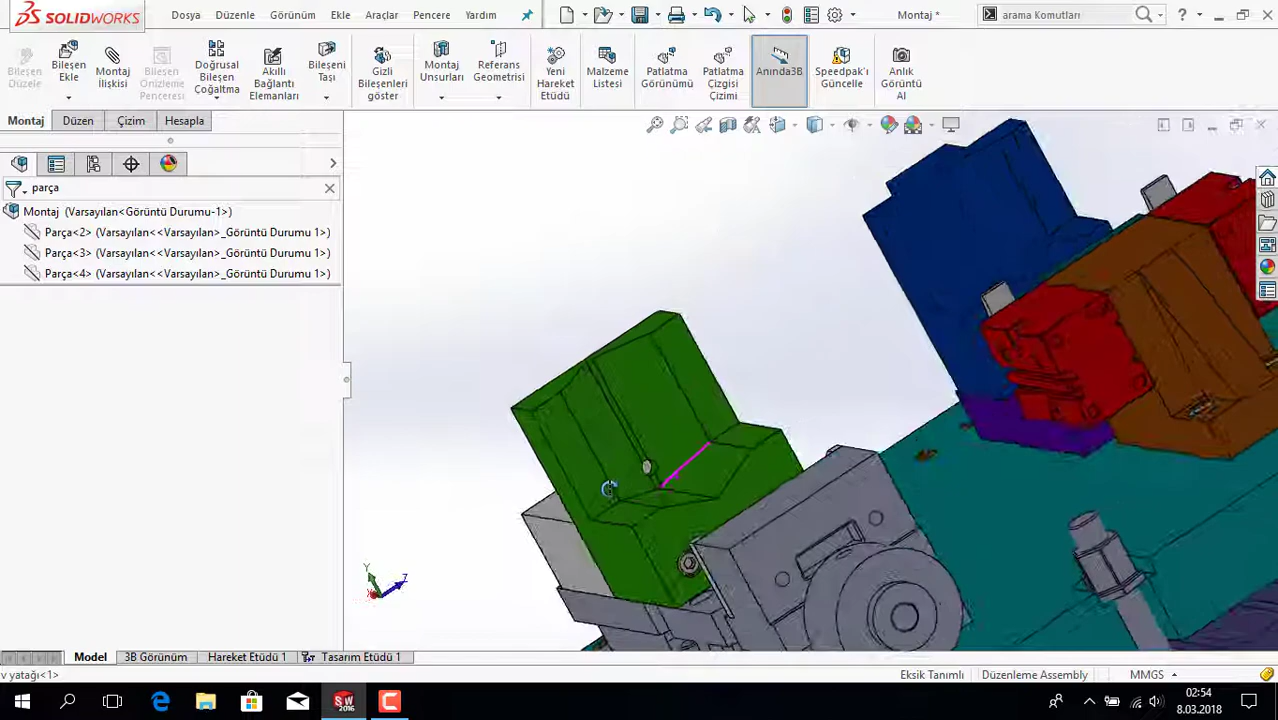 SOLIDWORKS Dosya Düzenle Görünüm Ekle Araçlar Pencere Yardım Montaj * arama Komutları ?
Bileşeni Düzele
Bileşen Ekle
Montaj İlişkisi
Bileşen Önizleme Penceresi
Doğrusal Bileşen Çoğaltma
Akıllı Bağlantı Elemanları
Bileşeni Taşı
Gizli Bileşenleri göster
Montaj Unsurları
Referans Geometrisi
Yeni Hareket Etüdü
Malzeme Listesi
Patlatma Görünümü
Patlatma Çizgisi Çizimi
Anında3B
Speedpak'ı Güncelle
Anlık Görüntü Al
Montaj Düzen Çizim Hesapla
parça
Montaj (Varsayılan<Görüntü Durumu-1>)
Parça<2> (Varsayılan<<Varsayılan>_Görüntü Durumu 1>)
Parça<3> (Varsayılan<<Varsayılan>_Görüntü Durumu 1>)
Parça<4> (Varsayılan<<Varsayılan>_Görüntü Durumu 1>)
Y
Z
X
Model 3B Görünüm Hareket Etüdü 1 Tasarım Etüdü 1
v yatağı<1> Eksik Tanımlı Düzenleme Assembly MMGS
SW 2016
02:54
8.03.2018